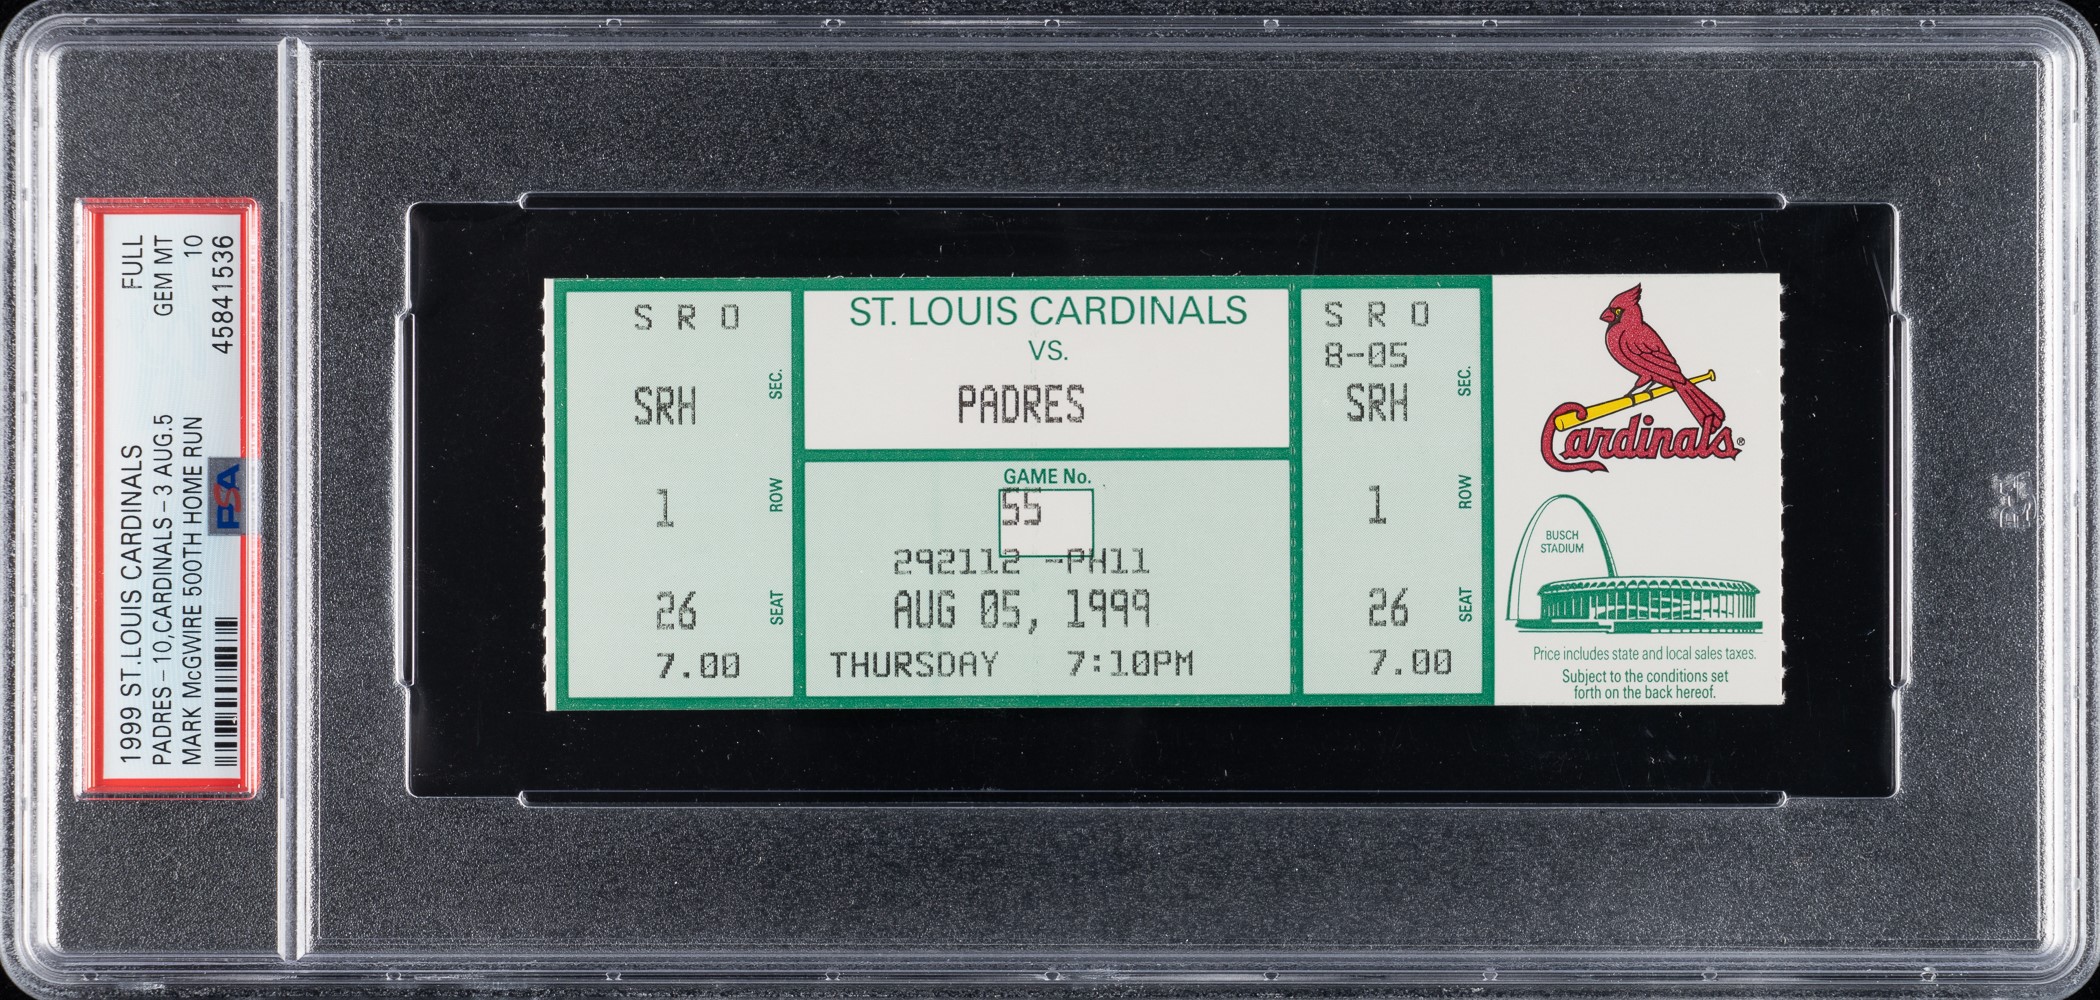 1999 ST.LOUIS CARDINALS FULL
PADRES-10,CARDINALS-3 AUG.5 GEM MT
MARK McGWIRE 500TH HOME RUN 10
PSA 45841536
S R O
SRH SEC.
1 ROW
26 SEAT
7.00
ST. LOUIS CARDINALS
VS.
PADRES
GAME No.
55
292112 -PH11
AUG 05, 1999
THURSDAY 7:10PM
S R O
8-05
SRH SEC.
1 ROW
26 SEAT
7.00
Cardinals®
BUSCH
STADIUM
Price includes state and local sales taxes.
Subject to the conditions set
forth on the back hereof.
PSA